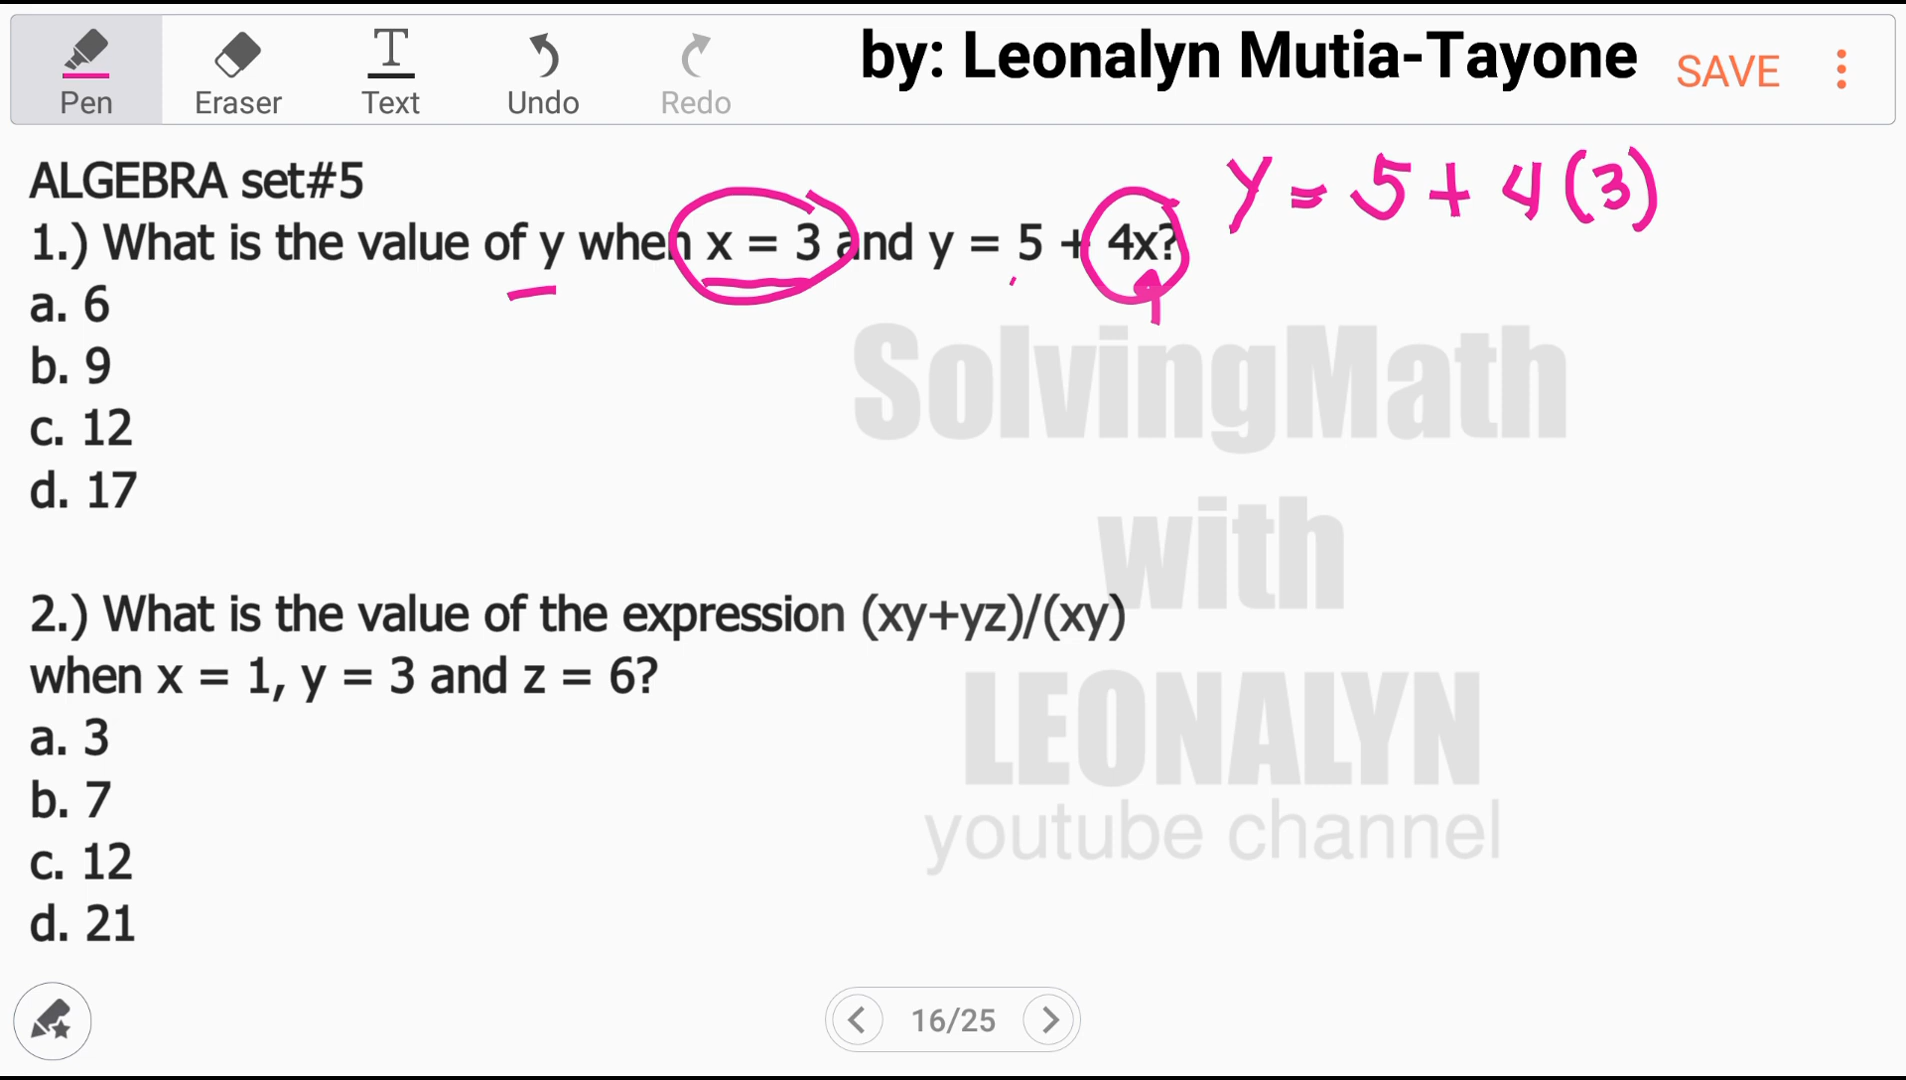 Pen
Eraser
Text
Undo
Redo
by: Leonalyn Mutia-Tayone
SAVE
ALGEBRA set#5
y = 5 + 4 (3)
1.) What is the value of y when x = 3 and y = 5 + 4x?
a. 6
b. 9
c. 12
d. 17
SolvingMath
with
LEONALYN
youtube channel
2.) What is the value of the expression (xy+yz)/(xy)
when x = 1, y = 3 and z = 6?
a. 3
b. 7
c. 12
d. 21
16/25